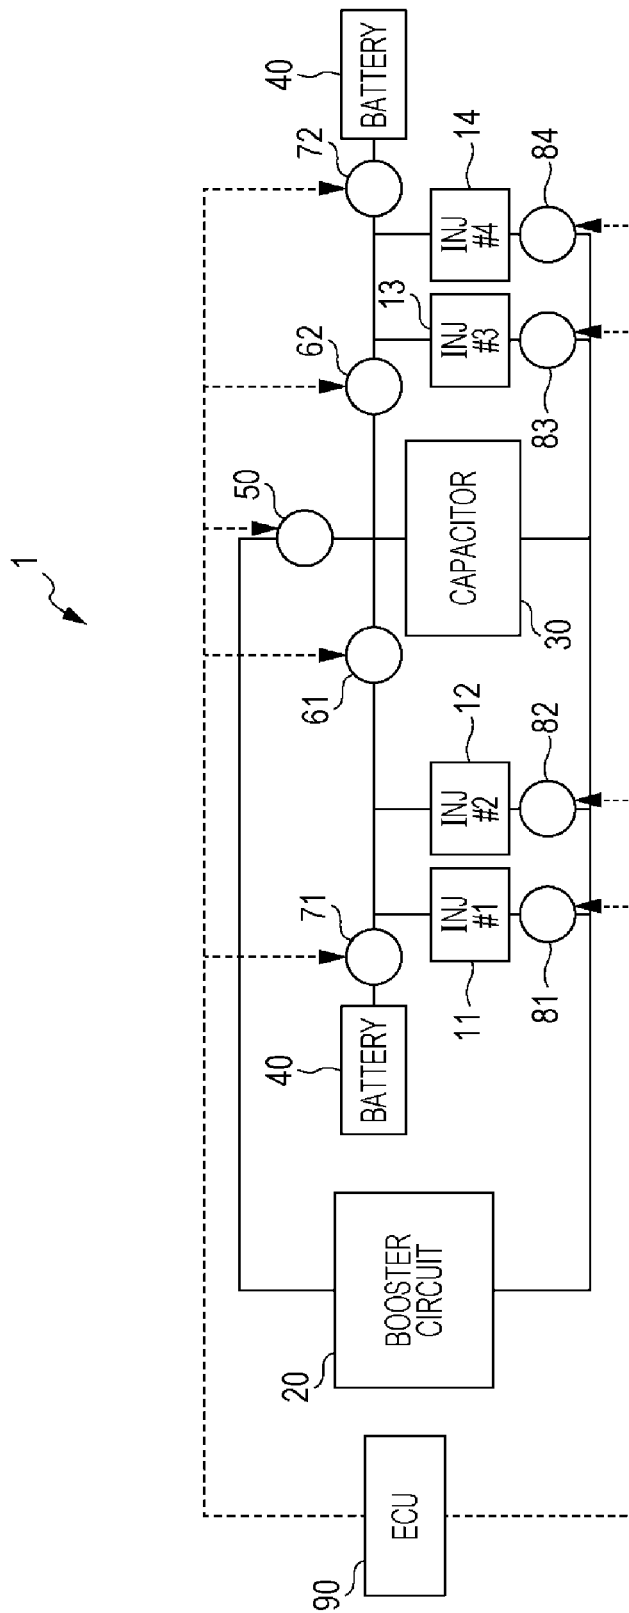 1
90
ECU
20
BOOSTER
CIRCUIT
40
BATTERY
71
INJ
#1
11
81
INJ
#2
12
82
61
50
CAPACITOR
30
62
13
INJ
#3
83
INJ
#4
14
84
72
40
BATTERY